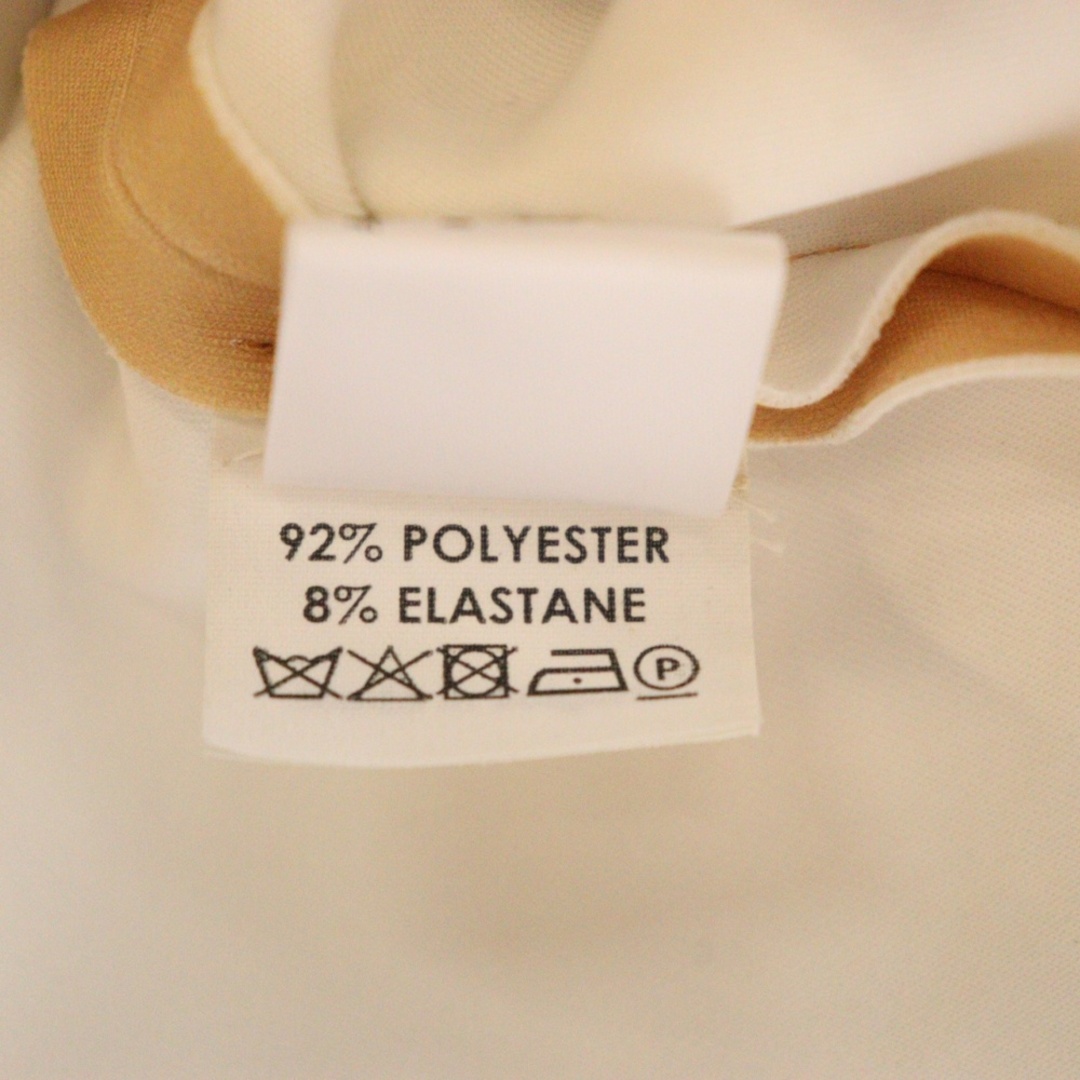 92% POLYESTER
8% ELASTANE
P